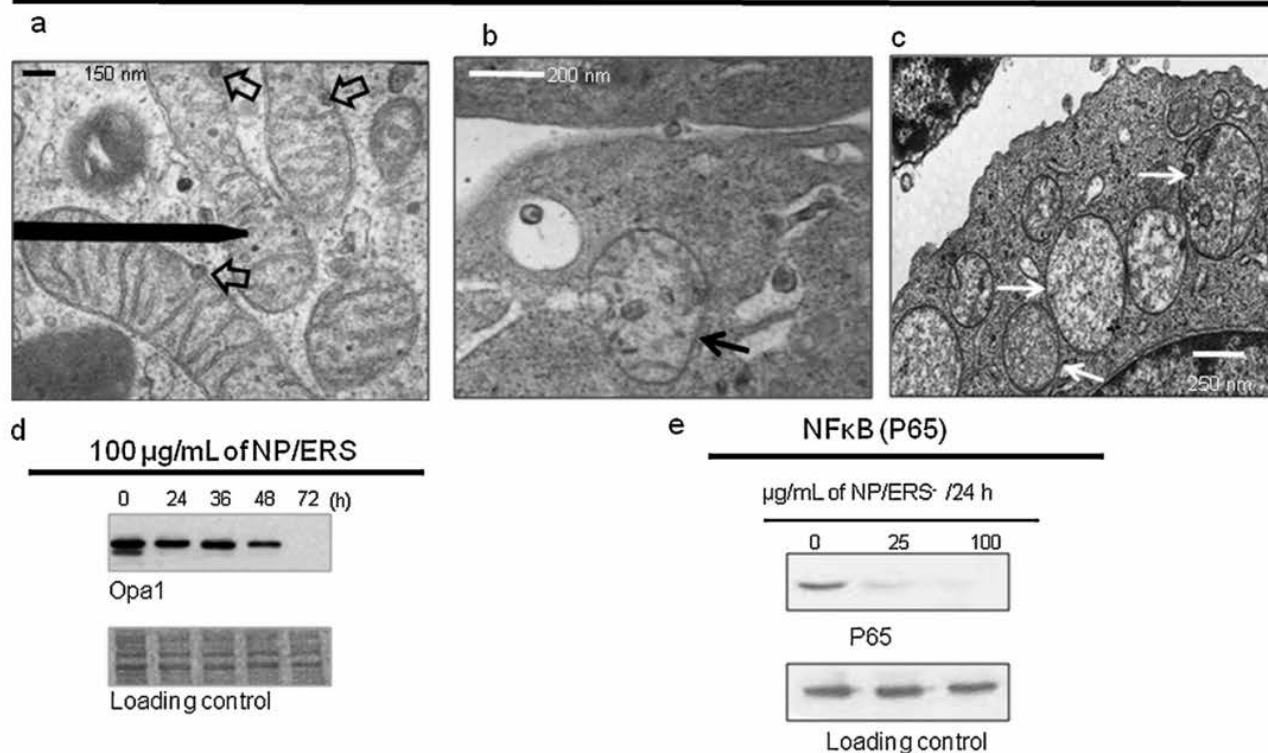 a
150 nm
b
200 nm
c
250 nm
d
100 µg/mL of NP/ERS
0 24 36 48 72 (h)
Opa1
Loading control
e
NFκB (P65)
µg/mL of NP/ERS- /24 h
0 25 100
P65
Loading control